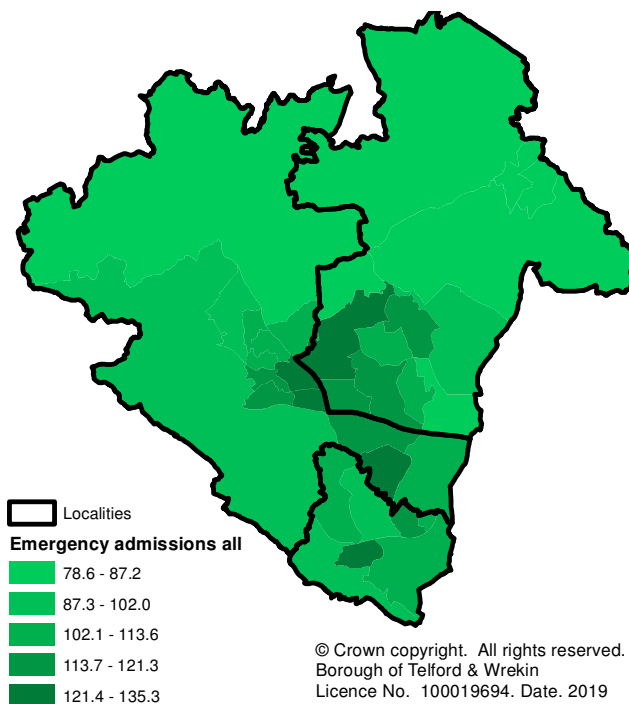 Localities
Emergency admissions all
78.6 - 87.2
87.3 - 102.0
102.1 - 113.6
113.7 - 121.3
121.4 - 135.3
© Crown copyright.  All rights reserved.
Borough of Telford & Wrekin
Licence No.  100019694. Date. 2019